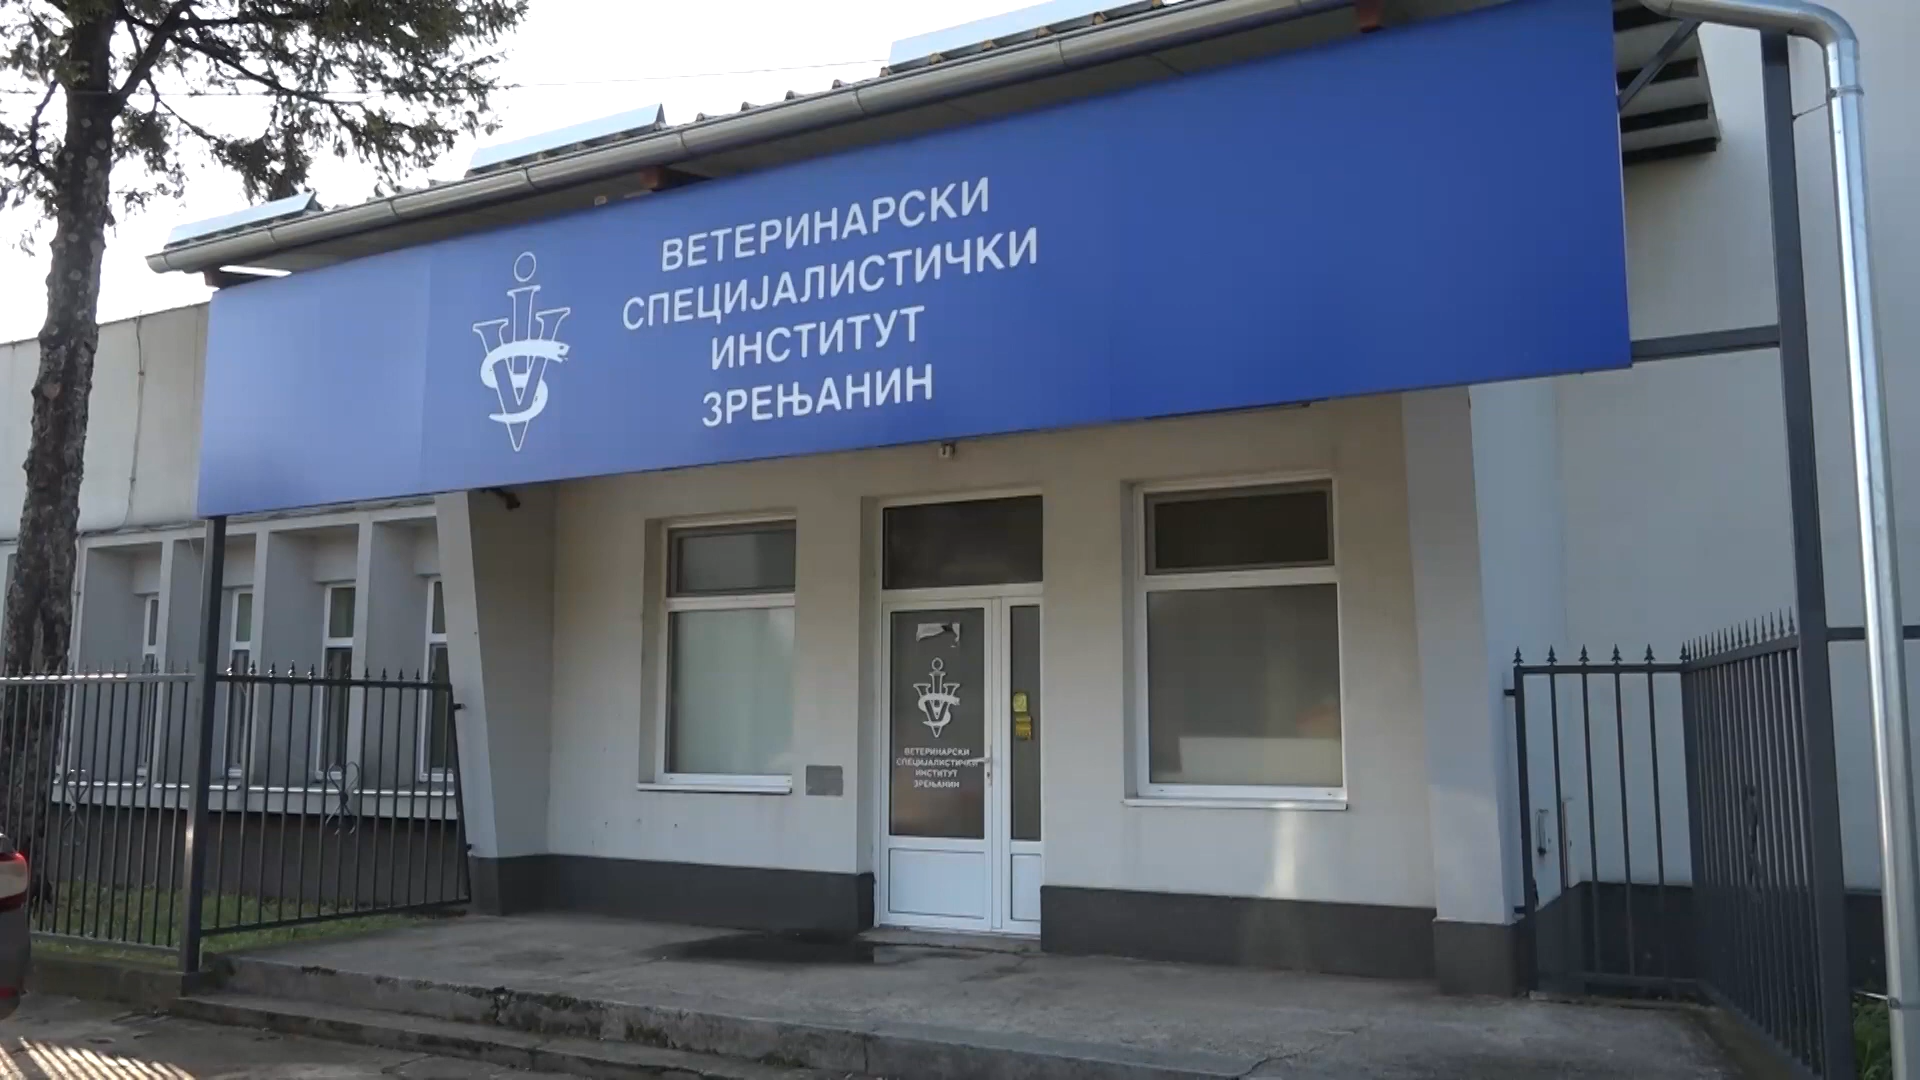 ВЕТЕРИНАРСКИ
СПЕЦИЈАЛИСТИЧКИ
ИНСТИТУТ
ЗРЕЊАНИН
ВЕТЕРИНАРСКИ
СПЕЦИЈАЛИСТИЧКИ
ИНСТИТУТ
ЗРЕЊАНИН